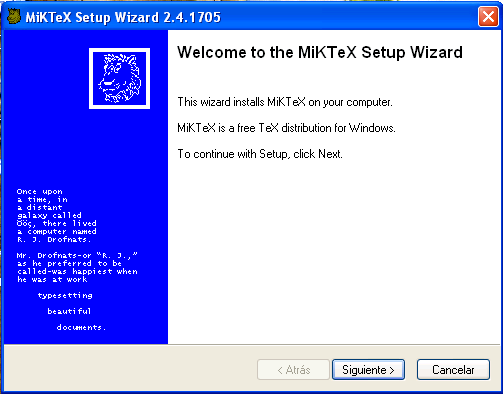 MiKTeX Setup Wizard 2.4.1705
Welcome to the MiKTeX Setup Wizard
This wizard installs MiKTeX on your computer.
MiKTeX is a free TeX distribution for Windows.
To continue with Setup, click Next.
Once upon
a time, in
a distant
galaxy called
Ööç, there lived
a computer named
R. J. Drofnats.
Mr. Drofnats-or “R. J.,”
as he preferred to be
called-was happiest when
he was at work
typesetting
beautiful
documents.
< Atrás
Siguiente >
Cancelar